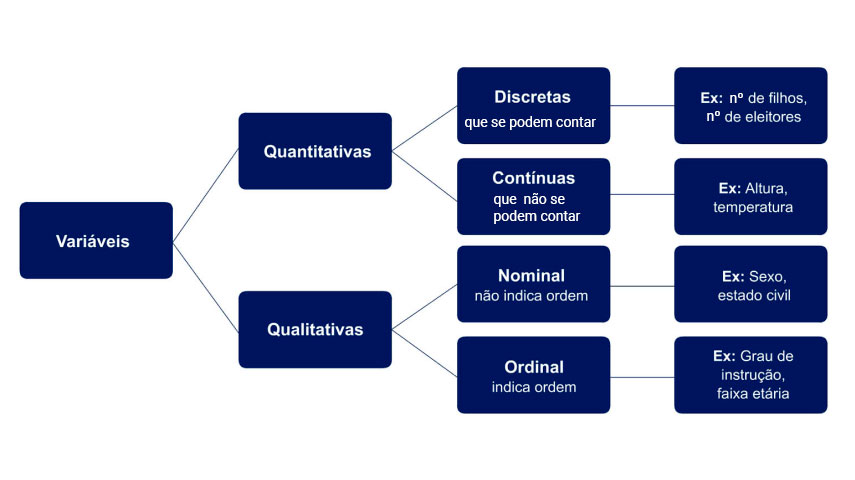 Variáveis
Quantitativas
Discretas
que se podem contar
Ex: nº de filhos,
nº de eleitores
Contínuas
que não se
podem contar
Ex: Altura,
temperatura
Qualitativas
Nominal
não indica ordem
Ex: Sexo,
estado civil
Ordinal
indica ordem
Ex: Grau de
instrução,
faixa etária